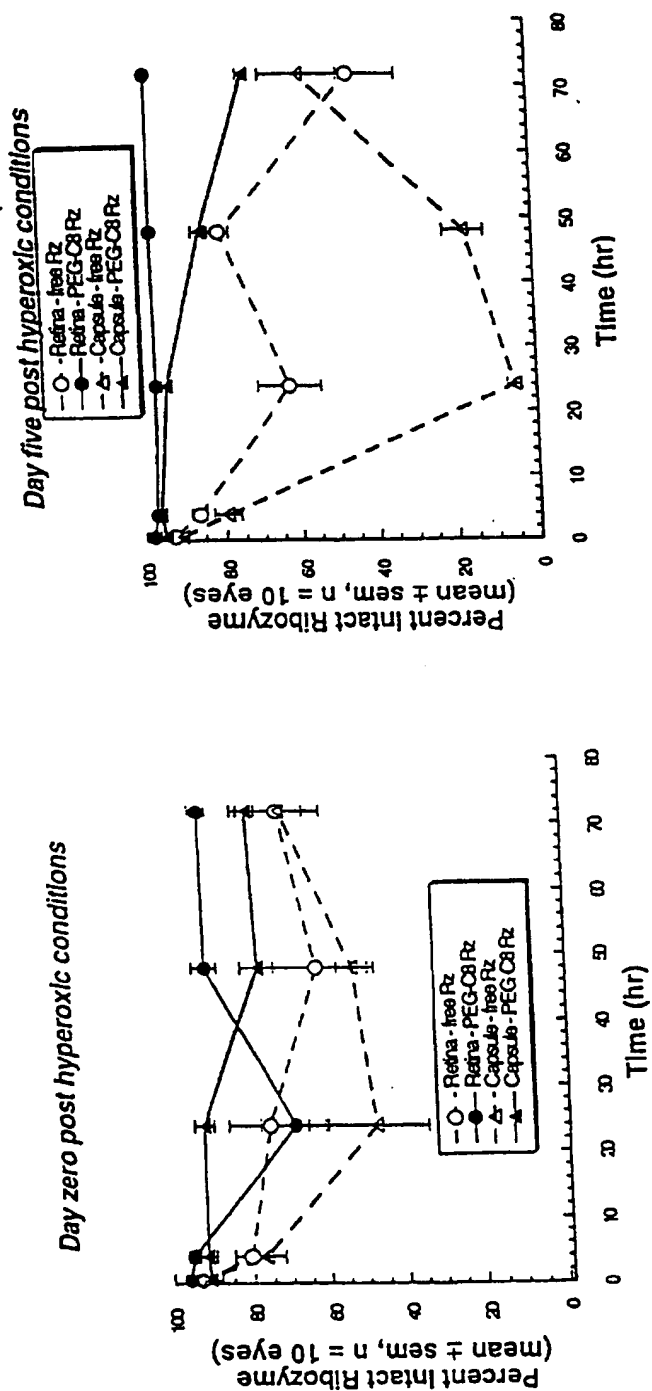 Day zero post hyperoxic conditions
Percent Intact Ribozyme
(mean ± sem, n = 10 eyes)
100
80
60
40
20
0
0
10
20
30
40
50
60
70
80
Time (hr)
- Retina - free Rz
- Retina - PEG-C8 Rz
- Capsule - free Rz
- Capsule - PEG-C8 Rz
Day five post hyperoxic conditions
Percent Intact Ribozyme
(mean ± sem, n = 10 eyes)
100
80
60
40
20
0
0
10
20
30
40
50
60
70
80
Time (hr)
- Retina - free Rz
- Retina - PEG-C8 Rz
- Capsule - free Rz
- Capsule - PEG-C8 Rz